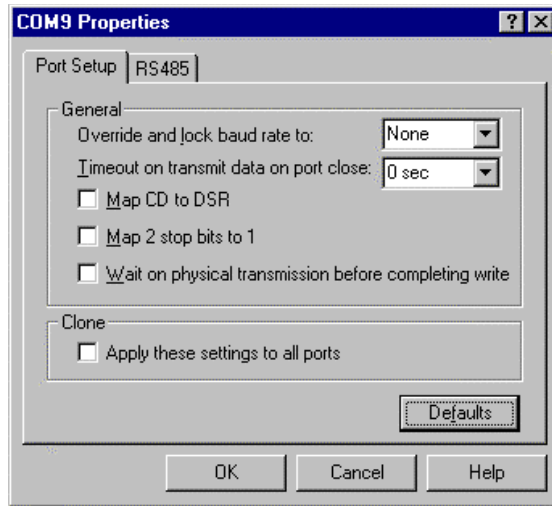 COM9 Properties ? X
Port Setup RS485
General
Override and lock baud rate to: None
Timeout on transmit data on port close: 0 sec
Map CD to DSR
Map 2 stop bits to 1
Wait on physical transmission before completing write
Clone
Apply these settings to all ports
Defaults
OK Cancel Help